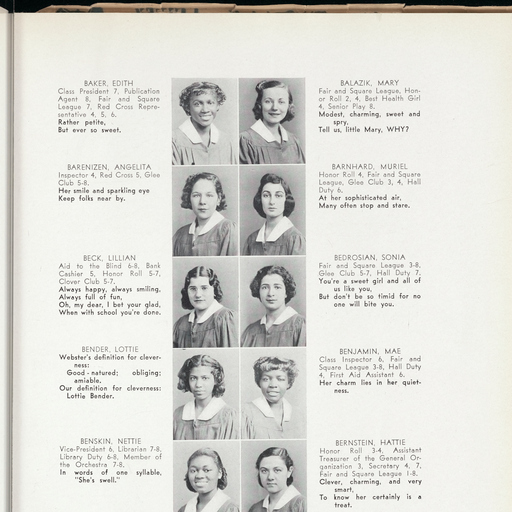 BAKER, EDITH
Class President 7, Publication
Agent 8, Fair and Square
League 7, Red Cross Repre-
sentative 4, 5, 6.
Rather petite,
But ever so sweet.
BALAZIK, MARY
Fair and Square League, Hon-
or Roll 2, 4, Best Health Girl
4, Senior Play 8.
Modest, charming, sweet and
spry,
Tell us, little Mary, WHY?
BARENIZEN, ANGELITA
Inspector 4, Red Cross 5, Glee
Club 5-8.
Her smile and sparkling eye
Keep folks near by.
BARNHARD, MURIEL
Honor Roll 4, Fair and Square
League, Glee Club 3, 4, Hall
Duty 6.
At her sophisticated air,
Many often stop and stare.
BECK, LILLIAN
Aid to the Blind 6-8, Bank
Cashier 5, Honor Roll 5-7,
Clover Club 5-7.
Always happy, always smiling,
Always full of fun,
Oh, my dear, I bet your glad,
When with school you're done.
BEDROSIAN, SONIA
Fair and Square League 3-8,
Glee Club 5-7, Hall Duty 7.
You're a sweet girl and all of
us like you,
But don't be so timid for no
one will bite you.
BENDER, LOTTIE
Webster's definition for clever-
ness:
Good-natured; obliging;
amiable.
Our definition for cleverness:
Lottie Bender.
BENJAMIN, MAE
Class Inspector 6, Fair and
Square League 3-8, Hall Duty
4, First Aid Assistant 6.
Her charm lies in her quiet-
ness.
BENSKIN, NETTIE
Vice-President 6, Librarian 7-8,
Library Duty 6-8, Member of
the Orchestra 7-8.
In words of one syllable,
"She's swell."
BERNSTEIN, HATTIE
Honor Roll 3-4, Assistant
Treasurer of the General Or-
ganization 3, Secretary 4, 7,
Fair and Square League 1-8.
Clever, charming, and very
smart,
To know her certainly is a
treat.